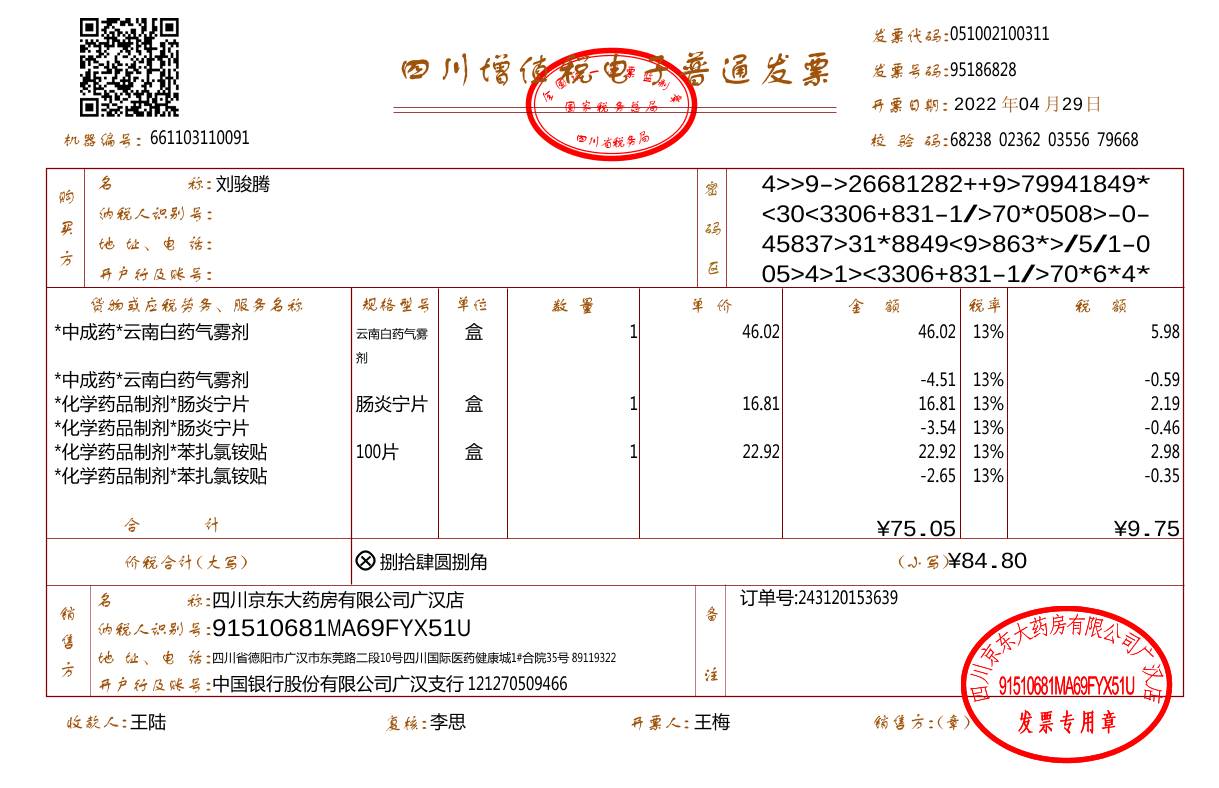 四川增值税电子普通发票
全国统一发票监制章
国家税务总局
四川省税务局
发票代码:051002100311
发票号码:95186828
开票日期: 2022 年04 月29日
机器编号: 661103110091
校 验 码:68238 02362 03556 79668
购买方
名 称:刘骏腾
纳税人识别号:
地 址、电 话:
开户行及账号:
密码区
4>>9->26681282++9>79941849*
<30<3306+831-1/>70*0508>-0-
45837>31*8849<9>863*>/5/1-0
05>4>1><3306+831-1/>70*6*4*
货物或应税劳务、服务名称 规格型号 单位 数 量 单 价 金 额 税率 税 额
*中成药*云南白药气雾剂 云南白药气雾 盒 1 46.02 46.02 13% 5.98
剂
*中成药*云南白药气雾剂 -4.51 13% -0.59
*化学药品制剂*肠炎宁片 肠炎宁片 盒 1 16.81 16.81 13% 2.19
*化学药品制剂*肠炎宁片 -3.54 13% -0.46
*化学药品制剂*苯扎氯铵贴 100片 盒 1 22.92 22.92 13% 2.98
*化学药品制剂*苯扎氯铵贴 -2.65 13% -0.35
合 计 ¥75.05 ¥9.75
价税合计(大写) ⊗ 捌拾肆圆捌角 (小写)¥84.80
销售方
名 称:四川京东大药房有限公司广汉店
纳税人识别号:91510681MA69FYX51U
地 址、电 话:四川省德阳市广汉市东莞路二段10号四川国际医药健康城1#合院35号 89119322
开户行及账号:中国银行股份有限公司广汉支行 121270509466
备注
订单号:243120153639
收款人:王陆 复核:李思 开票人:王梅 销售方:(章)
四川京东大药房有限公司广汉店
91510681MA69FYX51U
发票专用章